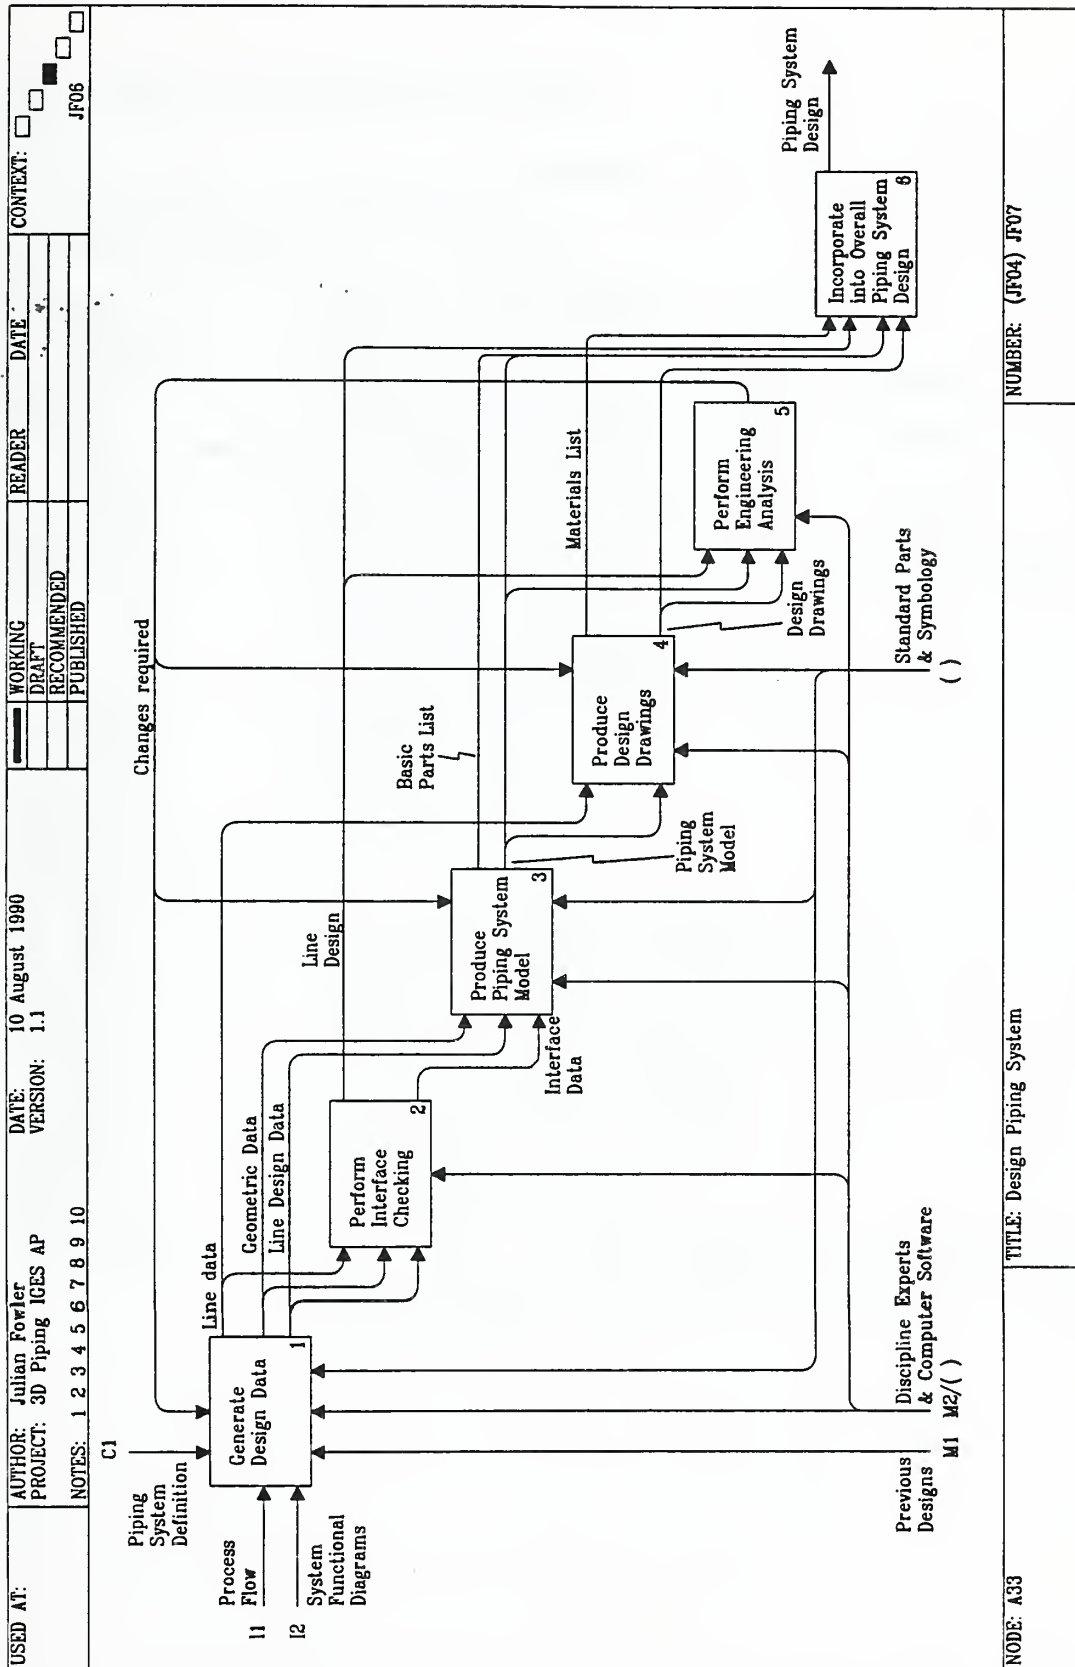 USED AT:
AUTHOR: Julian Fowler
PROJECT: 3D Piping IGES AP
DATE: 10 August 1990
VERSION: 1.1
NOTES: 1 2 3 4 5 6 7 8 9 10
WORKING
DRAFT
RECOMMENDED
PUBLISHED
READER DATE
CONTEXT:
JF06
C1
Piping
System
Definition
Changes required
Process
Flow
I1
I2
System
Functional
Diagrams
Generate
Design Data
1
Line data
Geometric Data
Line Design Data
Perform
Interface
Checking
2
Line
Design
Interface
Data
Produce
Piping System
Model
3
Basic
Parts List
Piping
System
Model
Produce
Design
Drawings
4
Materials List
Design
Drawings
Perform
Engineering
Analysis
5
Incorporate
into Overall
Piping System
Design
6
Piping System
Design
Previous
Designs
M1
Discipline Experts
& Computer Software
M2/( )
Standard Parts
& Symbology
( )
NODE: A33
TITLE: Design Piping System
NUMBER: (JF04) JF07